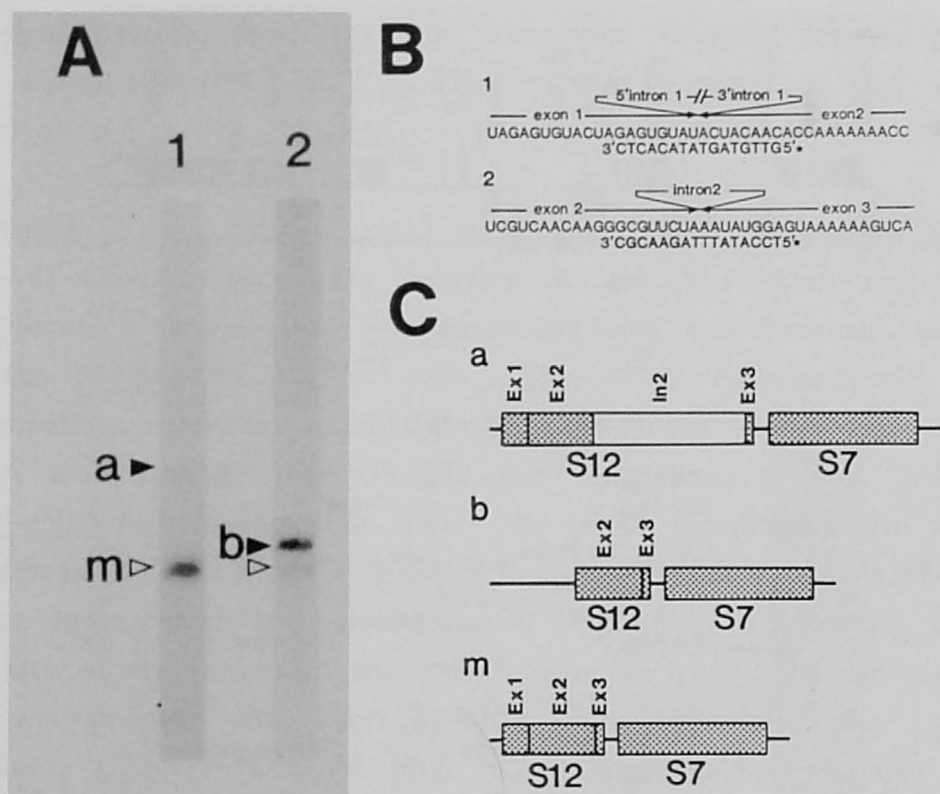 A
1 2
a
b
m
B
1
5'intron 1 3'intron 1
exon 1 exon2
UAGAGUGUACUAGAGUGUAUACUACAACACCAAAAAAACC
3'CTCACATATGATGTTG5'*
2
intron2
exon 2 exon 3
UCGUCAACAAGGGCGUUCUAAAUAUGGAGUAAAAAAGUCA
3'CGCAAGATTTATACCT5'*
C
a
Ex1 Ex2 In2 Ex3
S12 S7
b
Ex2 Ex3
S12 S7
m
Ex1 Ex2 Ex3
S12 S7